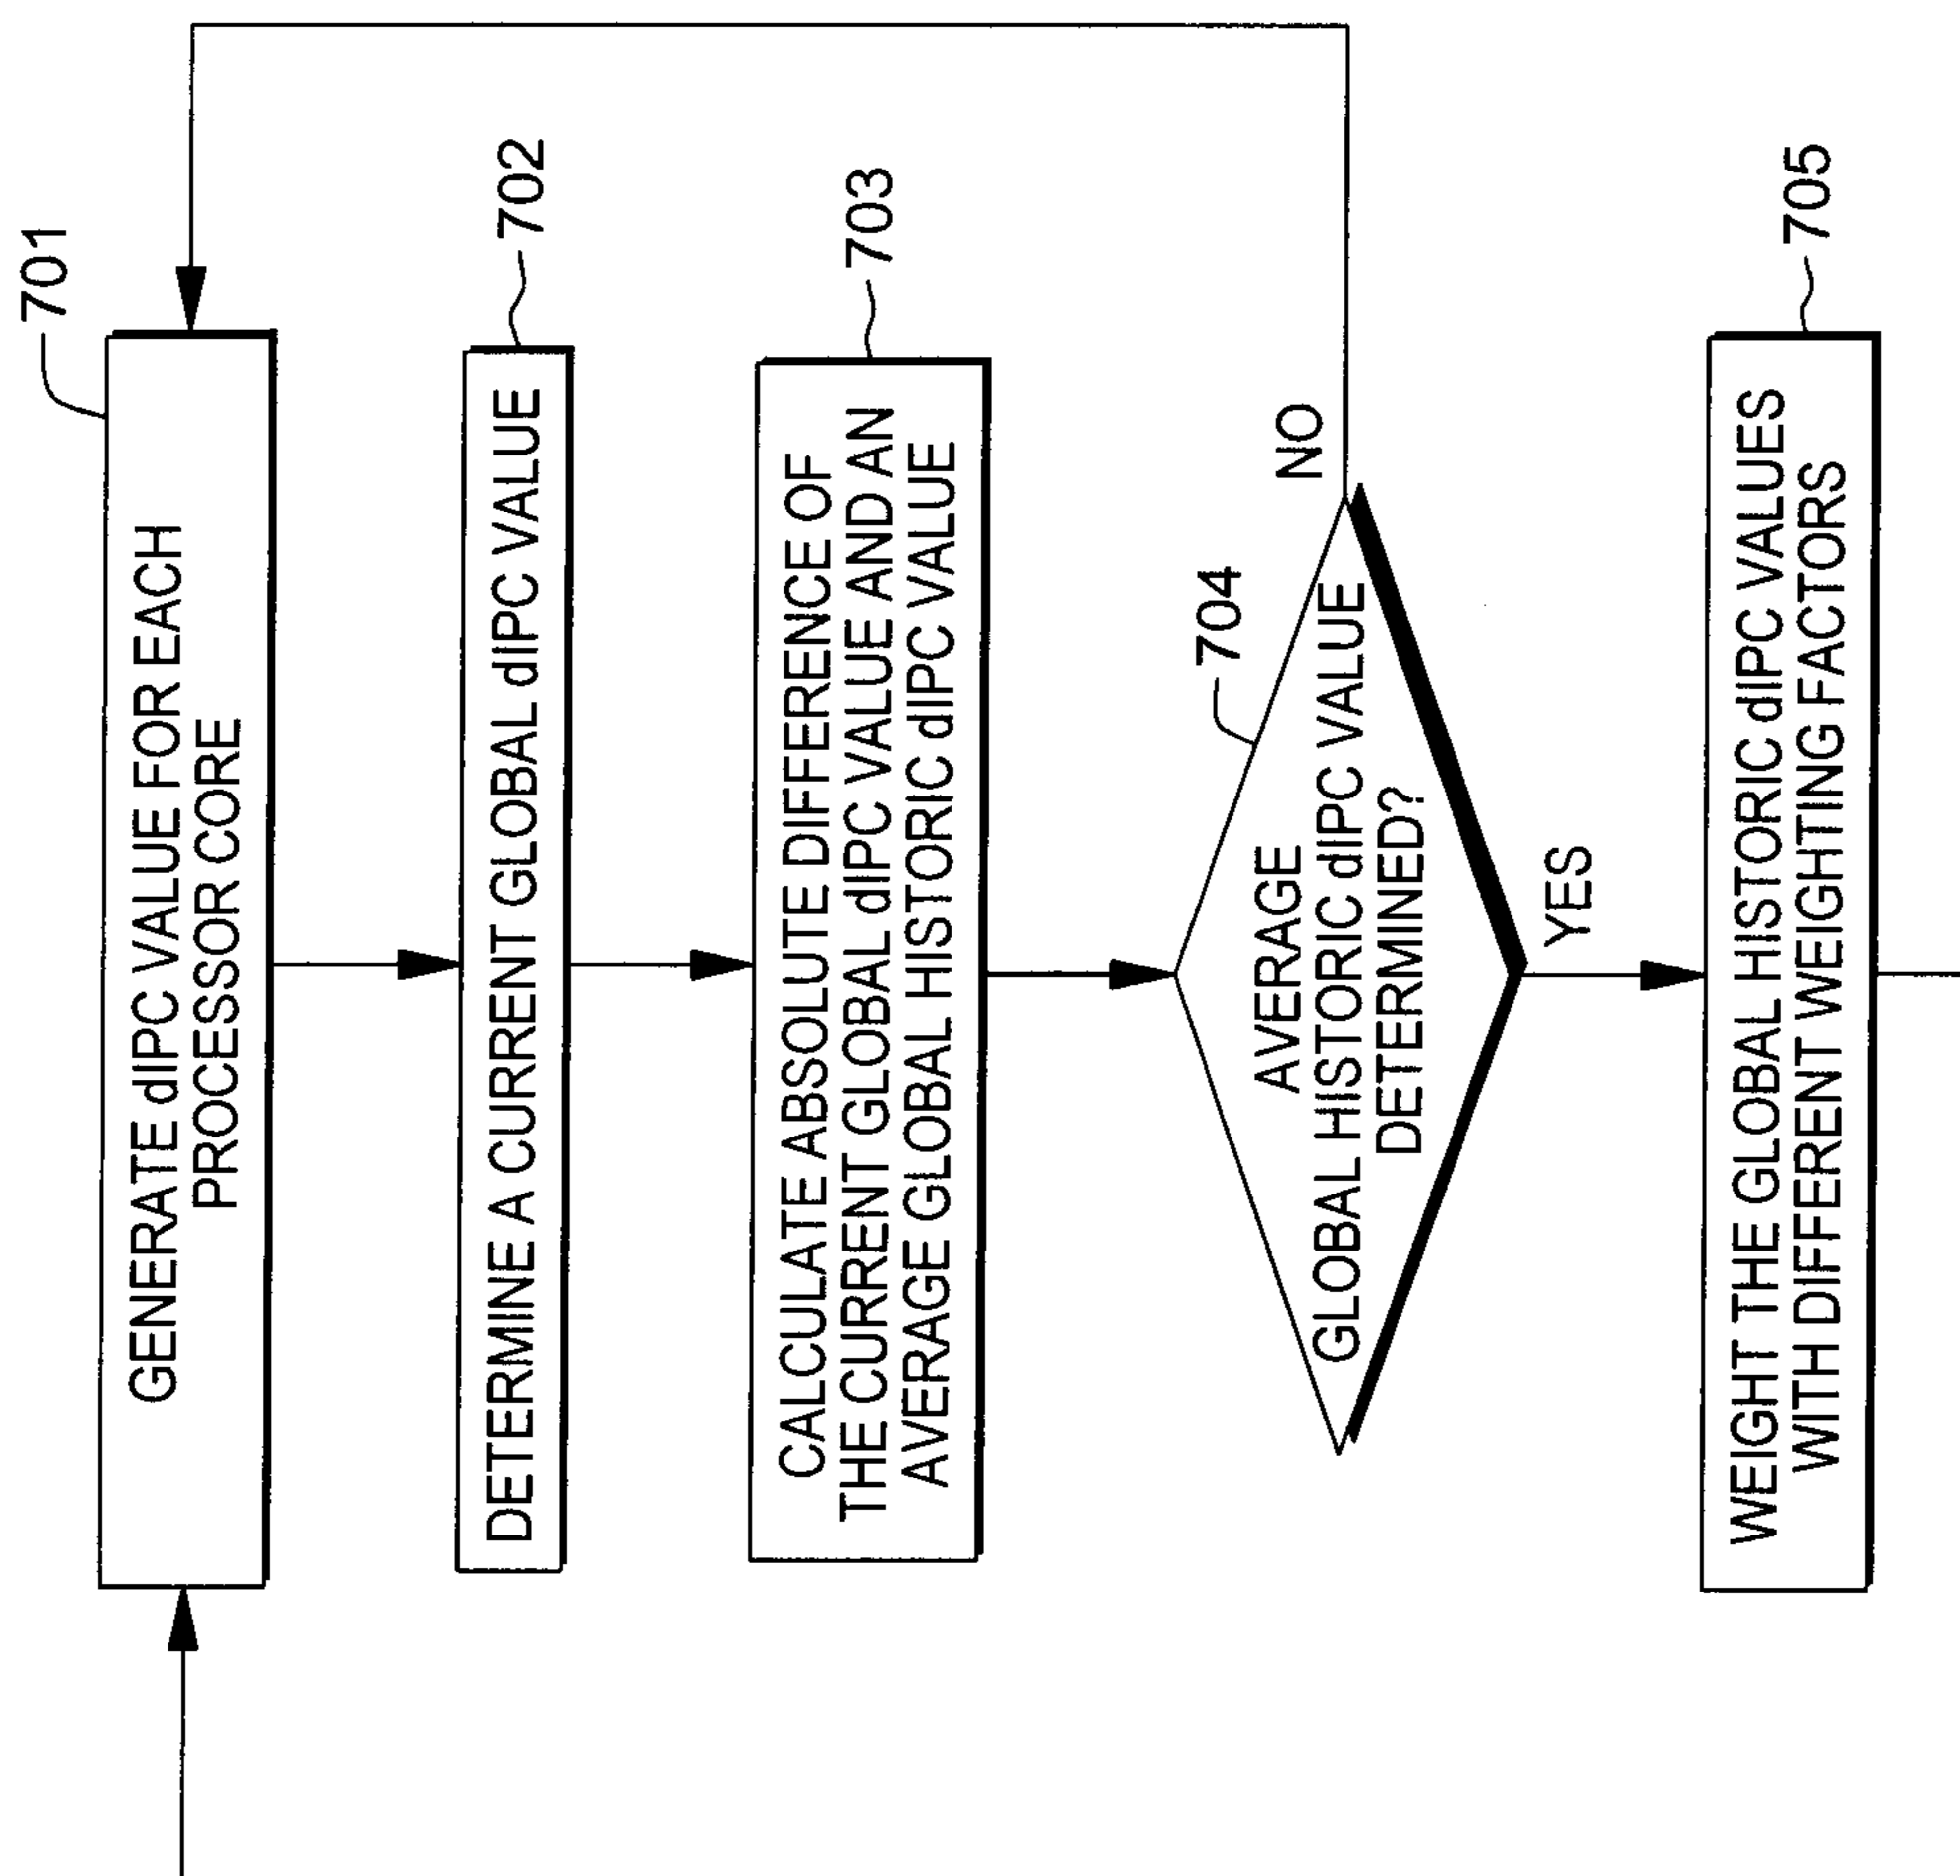 701
GENERATE dIPC VALUE FOR EACH
PROCESSOR CORE
702
DETERMINE A CURRENT GLOBAL dIPC VALUE
703
CALCULATE ABSOLUTE DIFFERENCE OF
THE CURRENT GLOBAL dIPC VALUE AND AN
AVERAGE GLOBAL HISTORIC dIPC VALUE
704
AVERAGE
GLOBAL HISTORIC dIPC VALUE
DETERMINED?
NO
YES
705
WEIGHT THE GLOBAL HISTORIC dIPC VALUES
WITH DIFFERENT WEIGHTING FACTORS